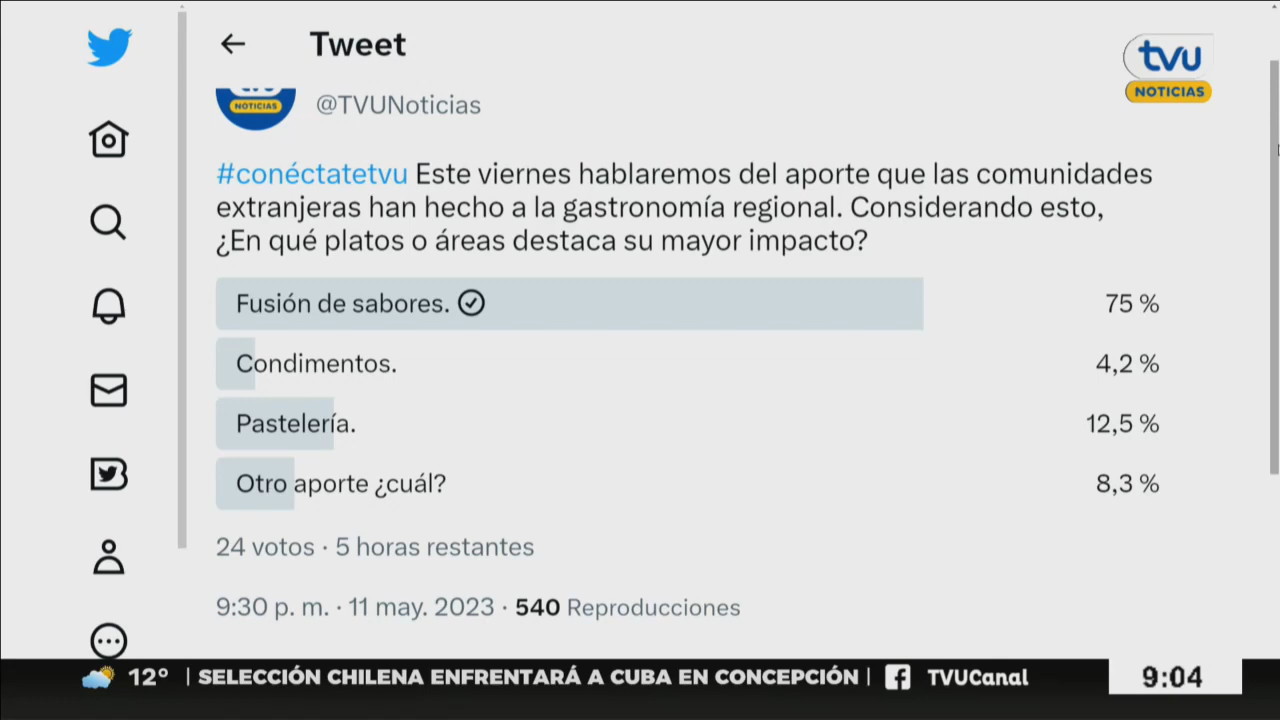 Tweet
tvu
NOTICIAS
NOTICIAS
@TVUNoticias
#conéctatetvu Este viernes hablaremos del aporte que las comunidades
extranjeras han hecho a la gastronomía regional. Considerando esto,
¿En qué platos o áreas destaca su mayor impacto?
Fusión de sabores. 75 %
Condimentos. 4,2 %
Pastelería. 12,5 %
Otro aporte ¿cuál? 8,3 %
24 votos · 5 horas restantes
9:30 p. m. · 11 may. 2023 · 540 Reproducciones
12° | SELECCIÓN CHILENA ENFRENTARÁ A CUBA EN CONCEPCIÓN | TVUCanal 9:04